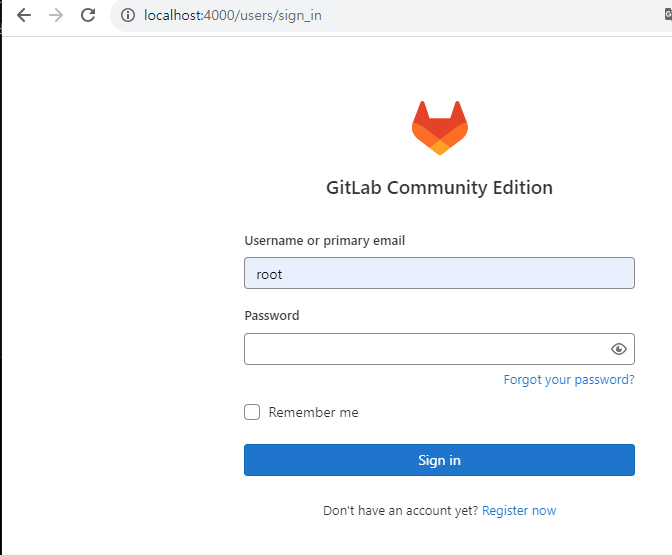 localhost:4000/users/sign_in
GitLab Community Edition
Username or primary email
root
Password
Forgot your password?
Remember me
Sign in
Don't have an account yet? Register now